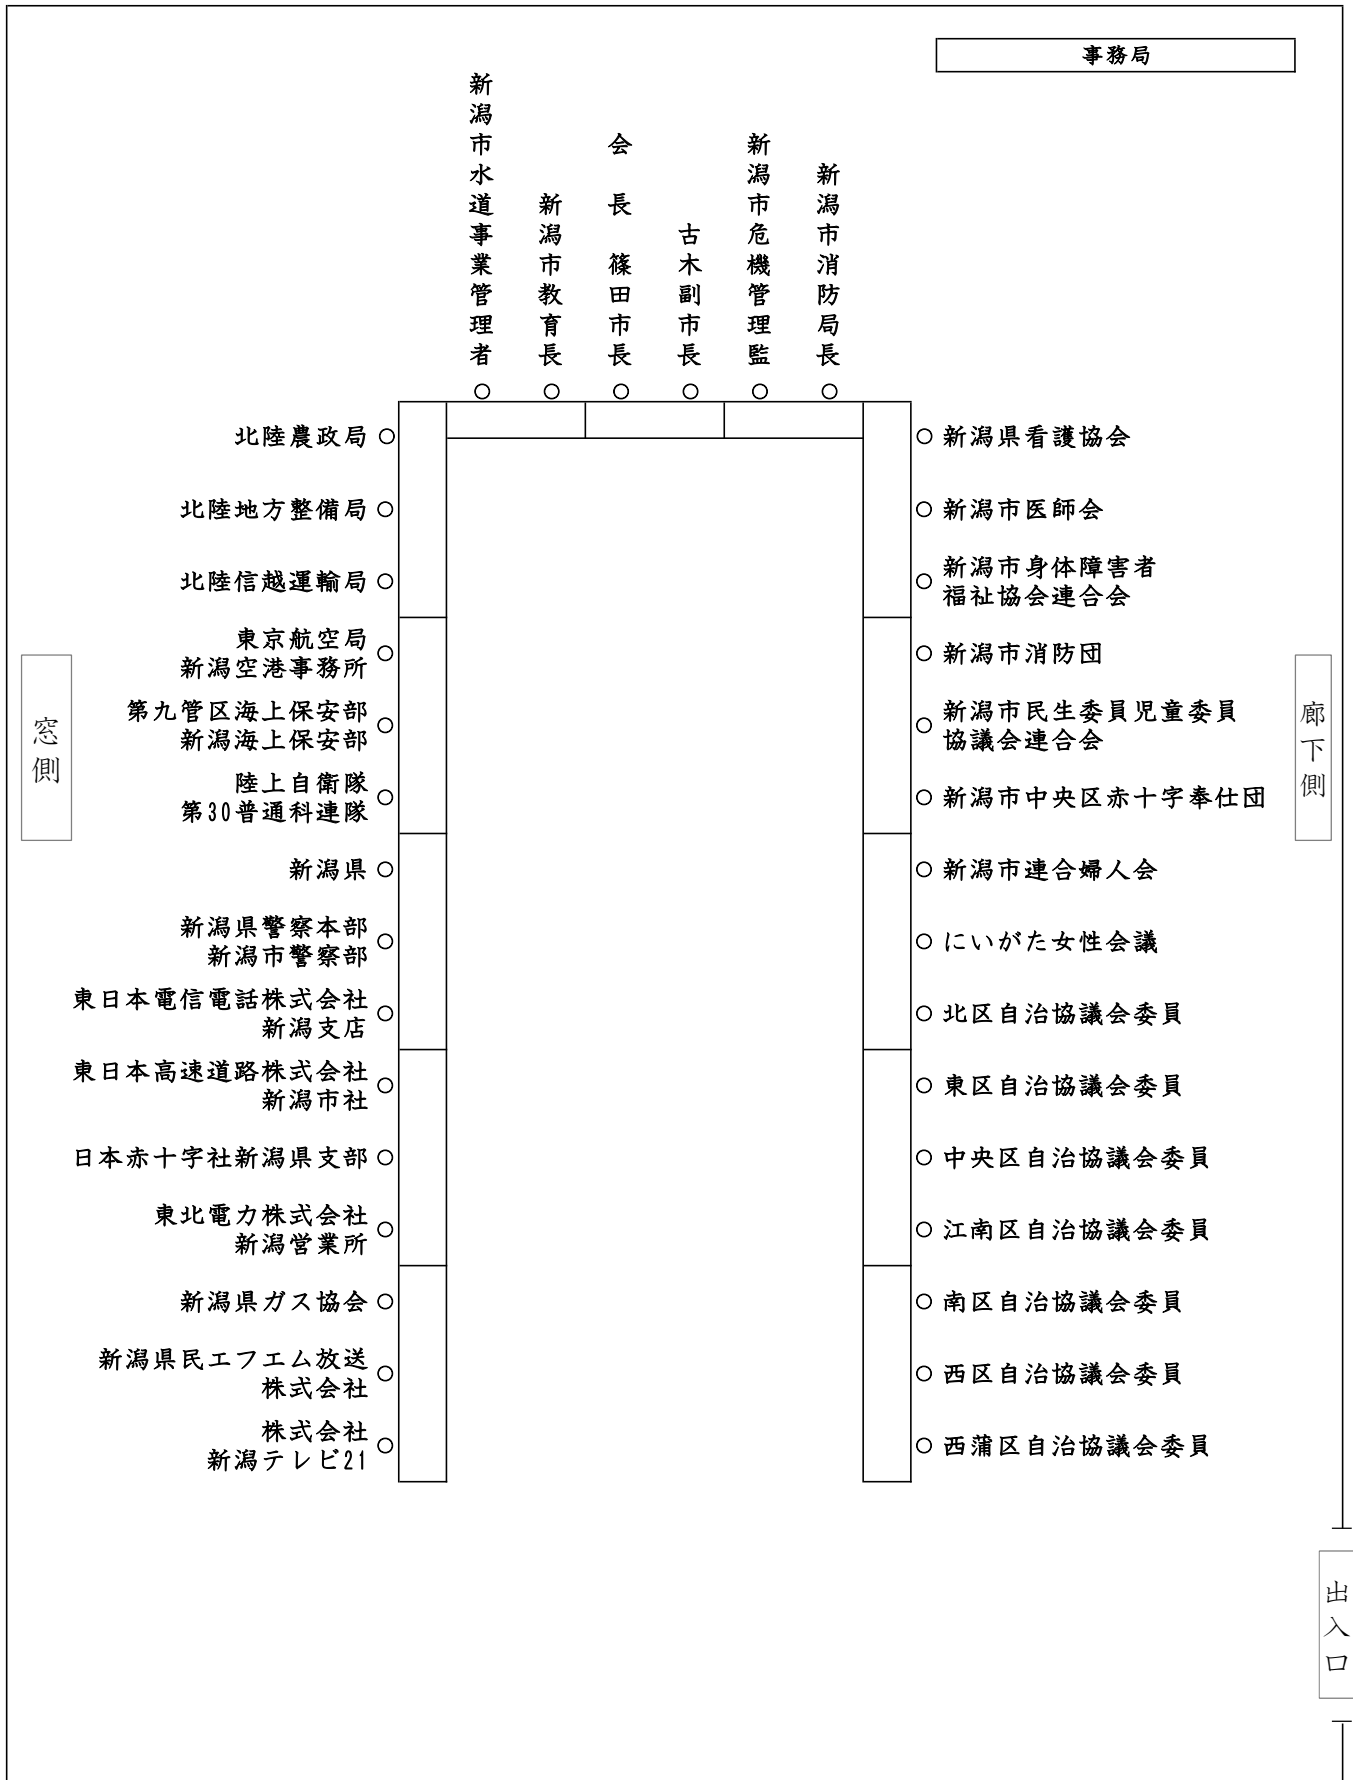 事務局
新潟市水道事業管理者
新潟市教育長
会長 篠田市長
古木副市長
新潟市危機管理監
新潟市消防局長
北陸農政局
北陸地方整備局
北陸信越運輸局
東京航空局
新潟空港事務所
第九管区海上保安部
新潟海上保安部
陸上自衛隊
第30普通科連隊
新潟県
新潟県警察本部
新潟市警察部
東日本電信電話株式会社
新潟支店
東日本高速道路株式会社
新潟市社
日本赤十字社新潟県支部
東北電力株式会社
新潟営業所
新潟県ガス協会
新潟県民エフエム放送
株式会社
株式会社
新潟テレビ21
新潟県看護協会
新潟市医師会
新潟市身体障害者
福祉協会連合会
新潟市消防団
新潟市民生委員児童委員
協議会連合会
新潟市中央区赤十字奉仕団
新潟市連合婦人会
にいがた女性会議
北区自治協議会委員
東区自治協議会委員
中央区自治協議会委員
江南区自治協議会委員
南区自治協議会委員
西区自治協議会委員
西蒲区自治協議会委員
窓側
廊下側
出入口